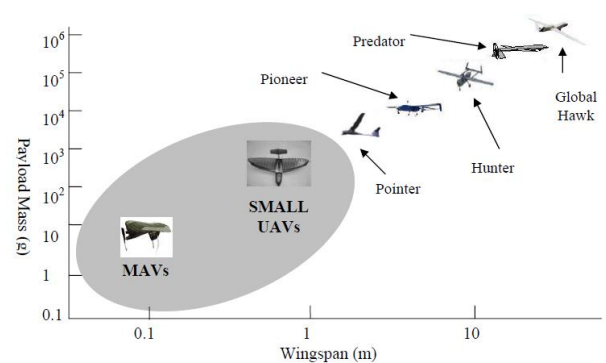 Payload Mass (g)
10^6
10^5
10^4
10^3
10^2
10
1
0.1
Predator
Pioneer
Global
Hawk
Hunter
Pointer
SMALL
UAVs
MAVs
0.1
1
10
Wingspan (m)